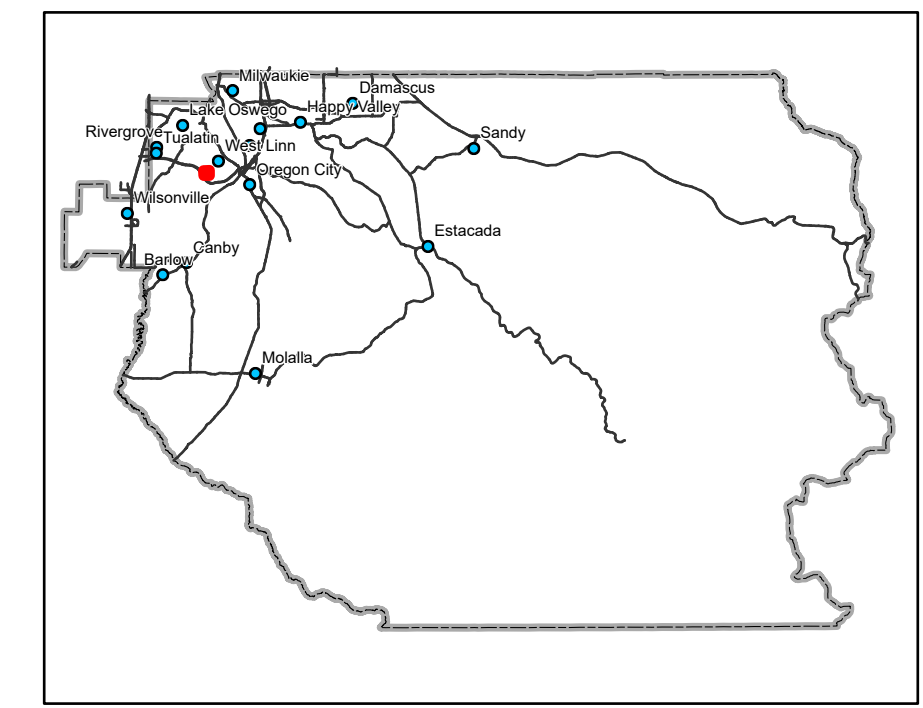 Milwaukie
Damascus
Lake Oswego
Happy Valley
Rivergrove
Tualatin
Sandy
West Linn
Oregon City
Wilsonville
Estacada
Canby
Barlow
Molalla